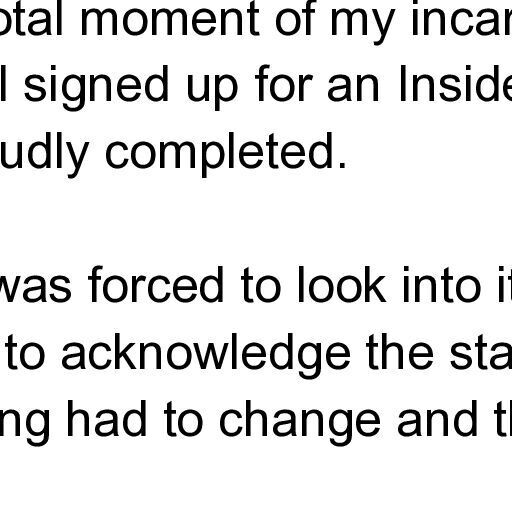 otal moment of my incar
I signed up for an Inside
udly completed.
was forced to look into it
to acknowledge the sta
ng had to change and th